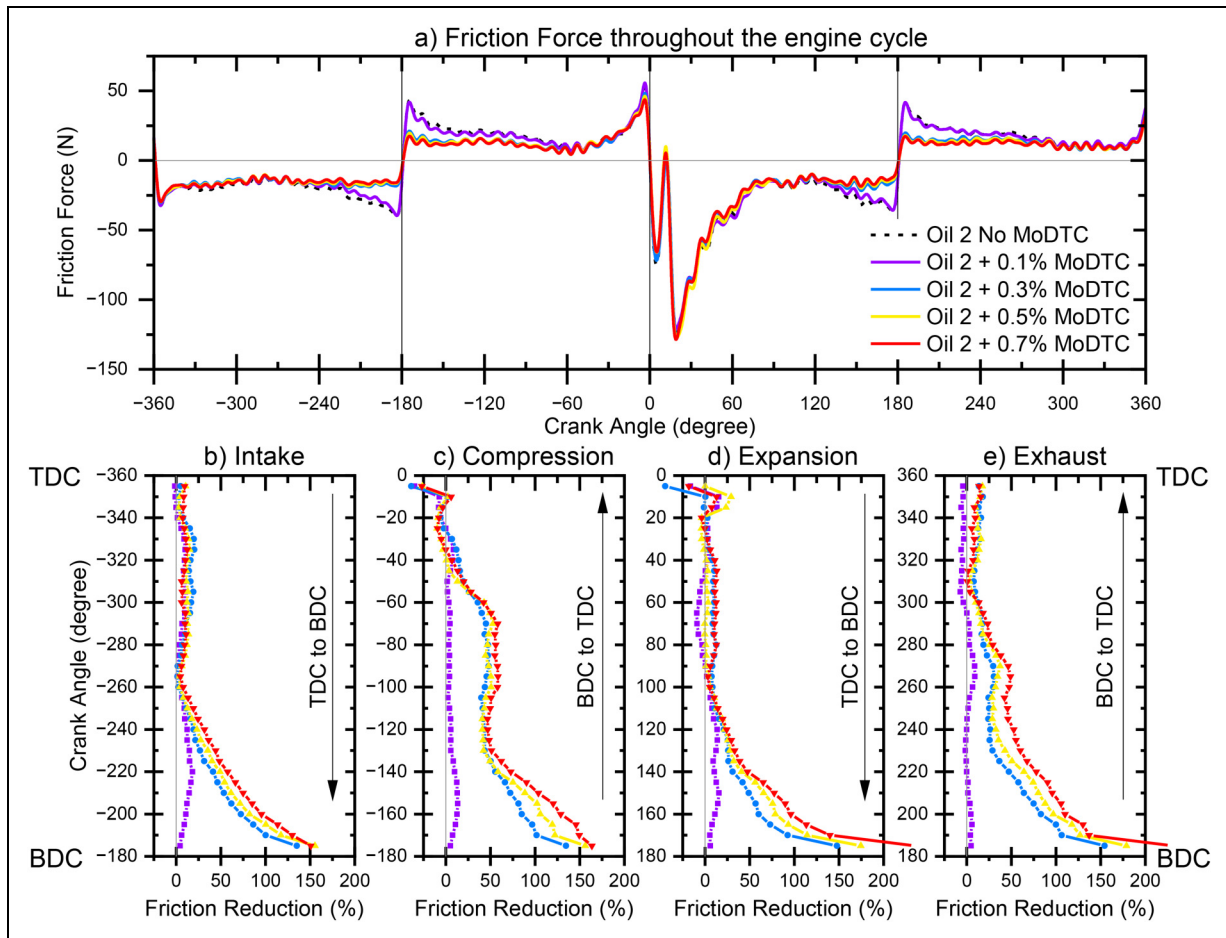 a) Friction Force throughout the engine cycle
50
0
−50
−100
−150
Friction Force (N)
Oil 2 No MoDTC
Oil 2 + 0.1% MoDTC
Oil 2 + 0.3% MoDTC
Oil 2 + 0.5% MoDTC
Oil 2 + 0.7% MoDTC
−360 −300 −240 −180 −120 −60 0 60 120 180 240 300 360
Crank Angle (degree)
b) Intake
TDC
−360
−340
−320
−300
−280
−260
−240
−220
−200
−180
BDC
Crank Angle (degree)
TDC to BDC
0 50 100 150 200
Friction Reduction (%)
c) Compression
0
−20
−40
−60
−80
−100
−120
−140
−160
−180
BDC to TDC
0 50 100 150 200
Friction Reduction (%)
d) Expansion
0
20
40
60
80
100
120
140
160
180
TDC to BDC
0 50 100 150 200
Friction Reduction (%)
e) Exhaust
TDC
360
340
320
300
280
260
240
220
200
180
BDC
BDC to TDC
0 50 100 150 200
Friction Reduction (%)